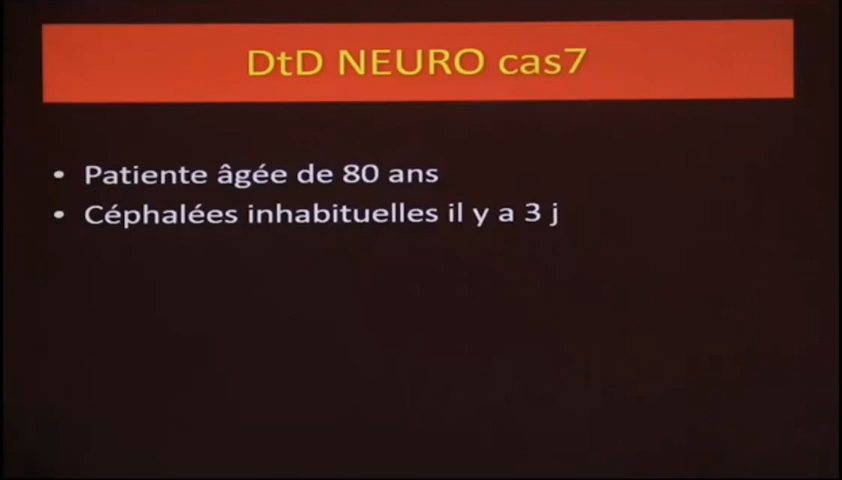 DtD NEURO cas7
• Patiente âgée de 80 ans
• Céphalées inhabituelles il y a 3 j